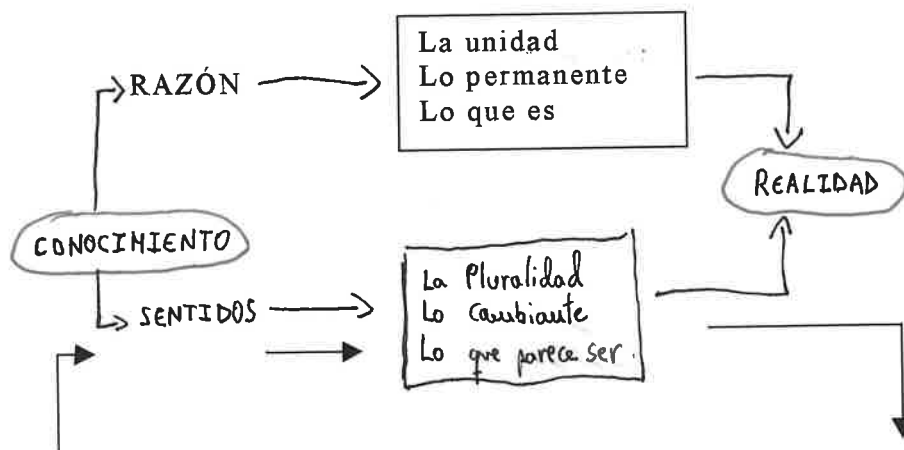 La unidad
Lo permanente
Lo que es
RAZÓN
REALIDAD
CONOCIMIENTO
La Pluralidad
Lo cambiante
Lo que parece ser.
SENTIDOS